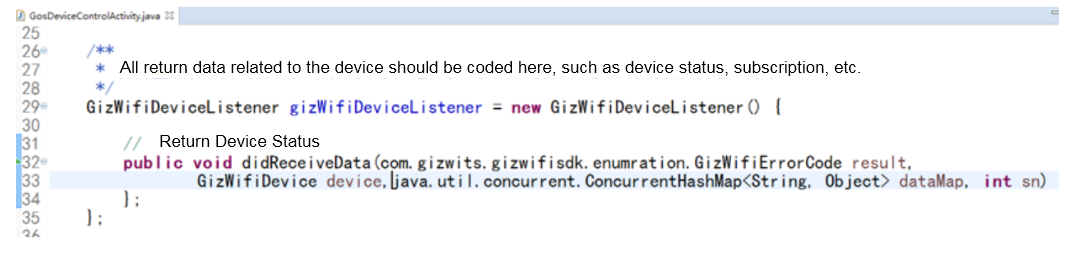 GosDeviceControlActivity.java
25
26 /**
27 * All return data related to the device should be coded here, such as device status, subscription, etc.
28 */
29 GizWifiDeviceListener gizWifiDeviceListener = new GizWifiDeviceListener() {
30
31 // Return Device Status
32 public void didReceiveData(com.gizwits.gizwifisdk.enumration.GizWifiErrorCode result,
33 GizWifiDevice device,java.util.concurrent.ConcurrentHashMap<String, Object> dataMap, int sn)
34 };
35 };
36